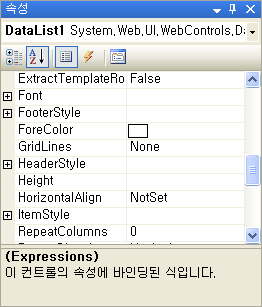 속성
DataList1 System.Web.UI.WebControls.Da
ExtractTemplateRo False
Font
FooterStyle
ForeColor
GridLines None
HeaderStyle
Height
HorizontalAlign NotSet
ItemStyle
RepeatColumns 0
(Expressions)
이 컨트롤의 속성에 바인딩된 식입니다.